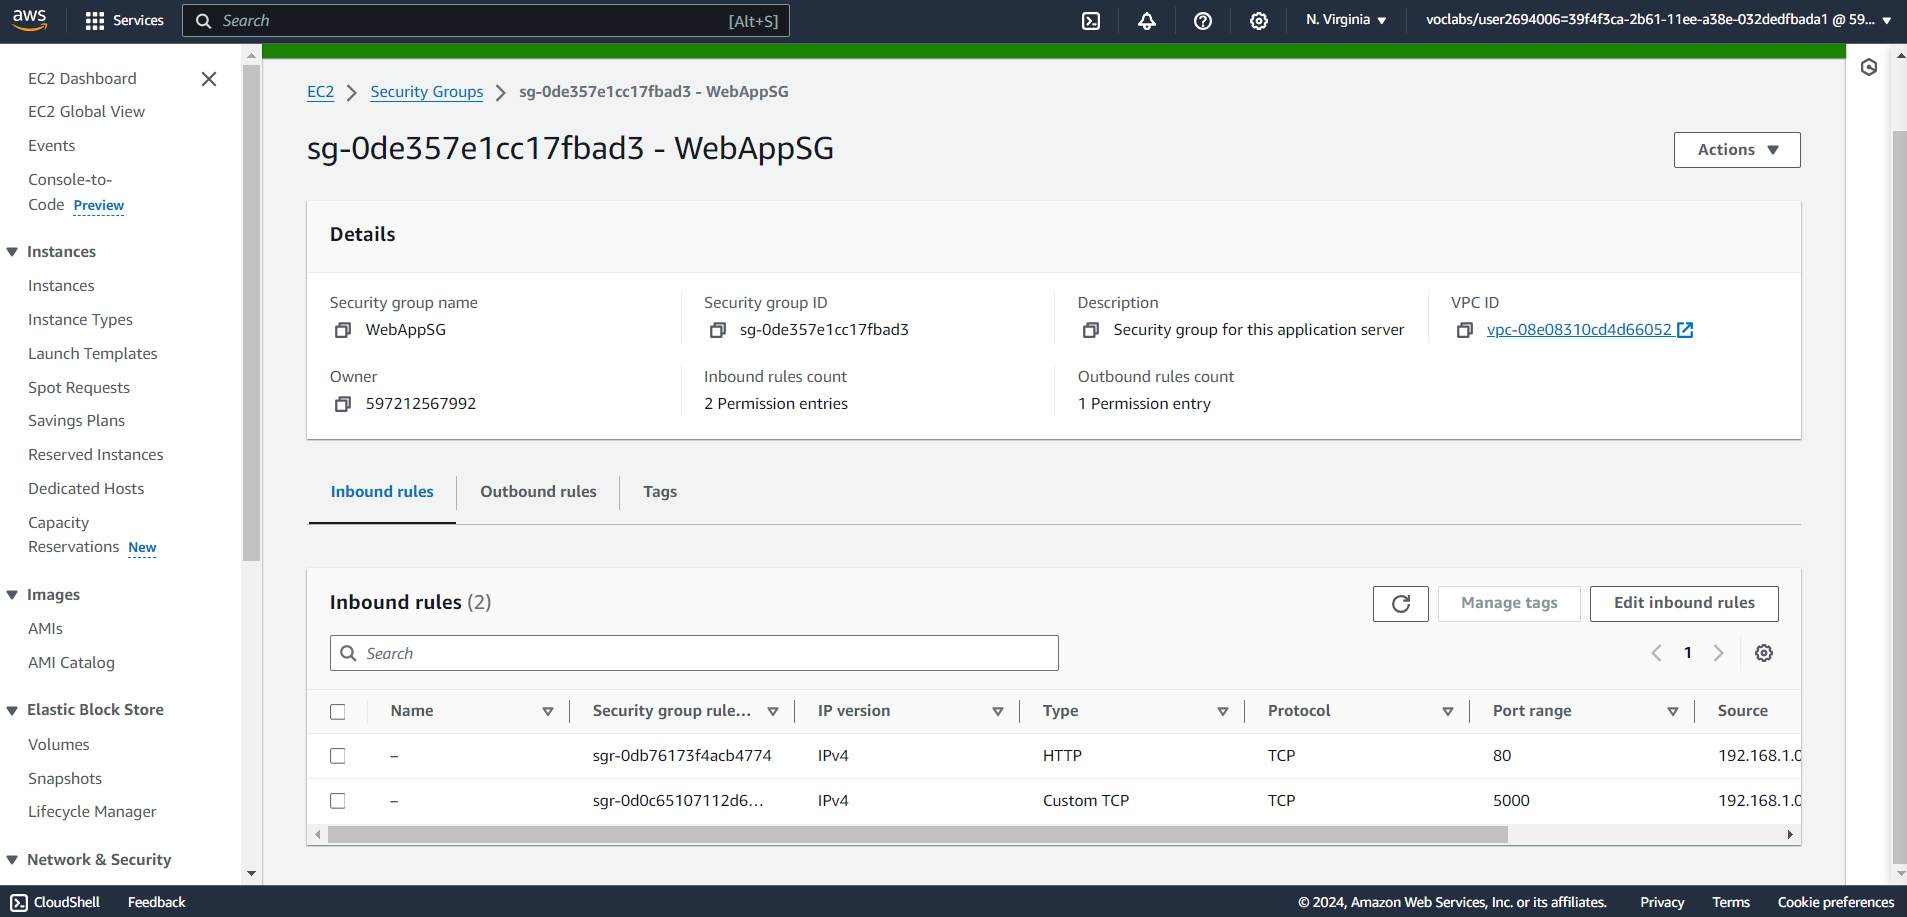 aws Services Search [Alt+S] N. Virginia voclabs/user2694006=39f4f3ca-2b61-11ee-a38e-032dedfbada1 @ 59...
EC2 Dashboard
EC2 Global View
Events
Console-to-
Code Preview
Instances
Instances
Instance Types
Launch Templates
Spot Requests
Savings Plans
Reserved Instances
Dedicated Hosts
Capacity
Reservations New
Images
AMIs
AMI Catalog
Elastic Block Store
Volumes
Snapshots
Lifecycle Manager
Network & Security
EC2 Security Groups sg-0de357e1cc17fbad3 - WebAppSG
sg-0de357e1cc17fbad3 - WebAppSG Actions
Details
Security group name Security group ID Description VPC ID
WebAppSG sg-0de357e1cc17fbad3 Security group for this application server vpc-08e08310cd4d66052
Owner Inbound rules count Outbound rules count
597212567992 2 Permission entries 1 Permission entry
Inbound rules Outbound rules Tags
Inbound rules (2) Manage tags Edit inbound rules
Search 1
Name Security group rule... IP version Type Protocol Port range Source
– sgr-0db76173f4acb4774 IPv4 HTTP TCP 80 192.168.1.0
– sgr-0d0c65107112d6... IPv4 Custom TCP TCP 5000 192.168.1.0
CloudShell Feedback © 2024, Amazon Web Services, Inc. or its affiliates. Privacy Terms Cookie preferences